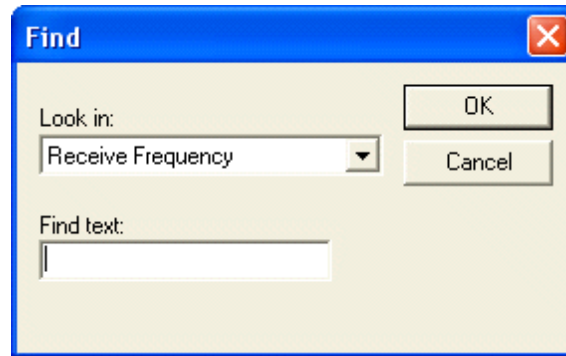 Find
Look in:
OK
Receive Frequency
Cancel
Find text: